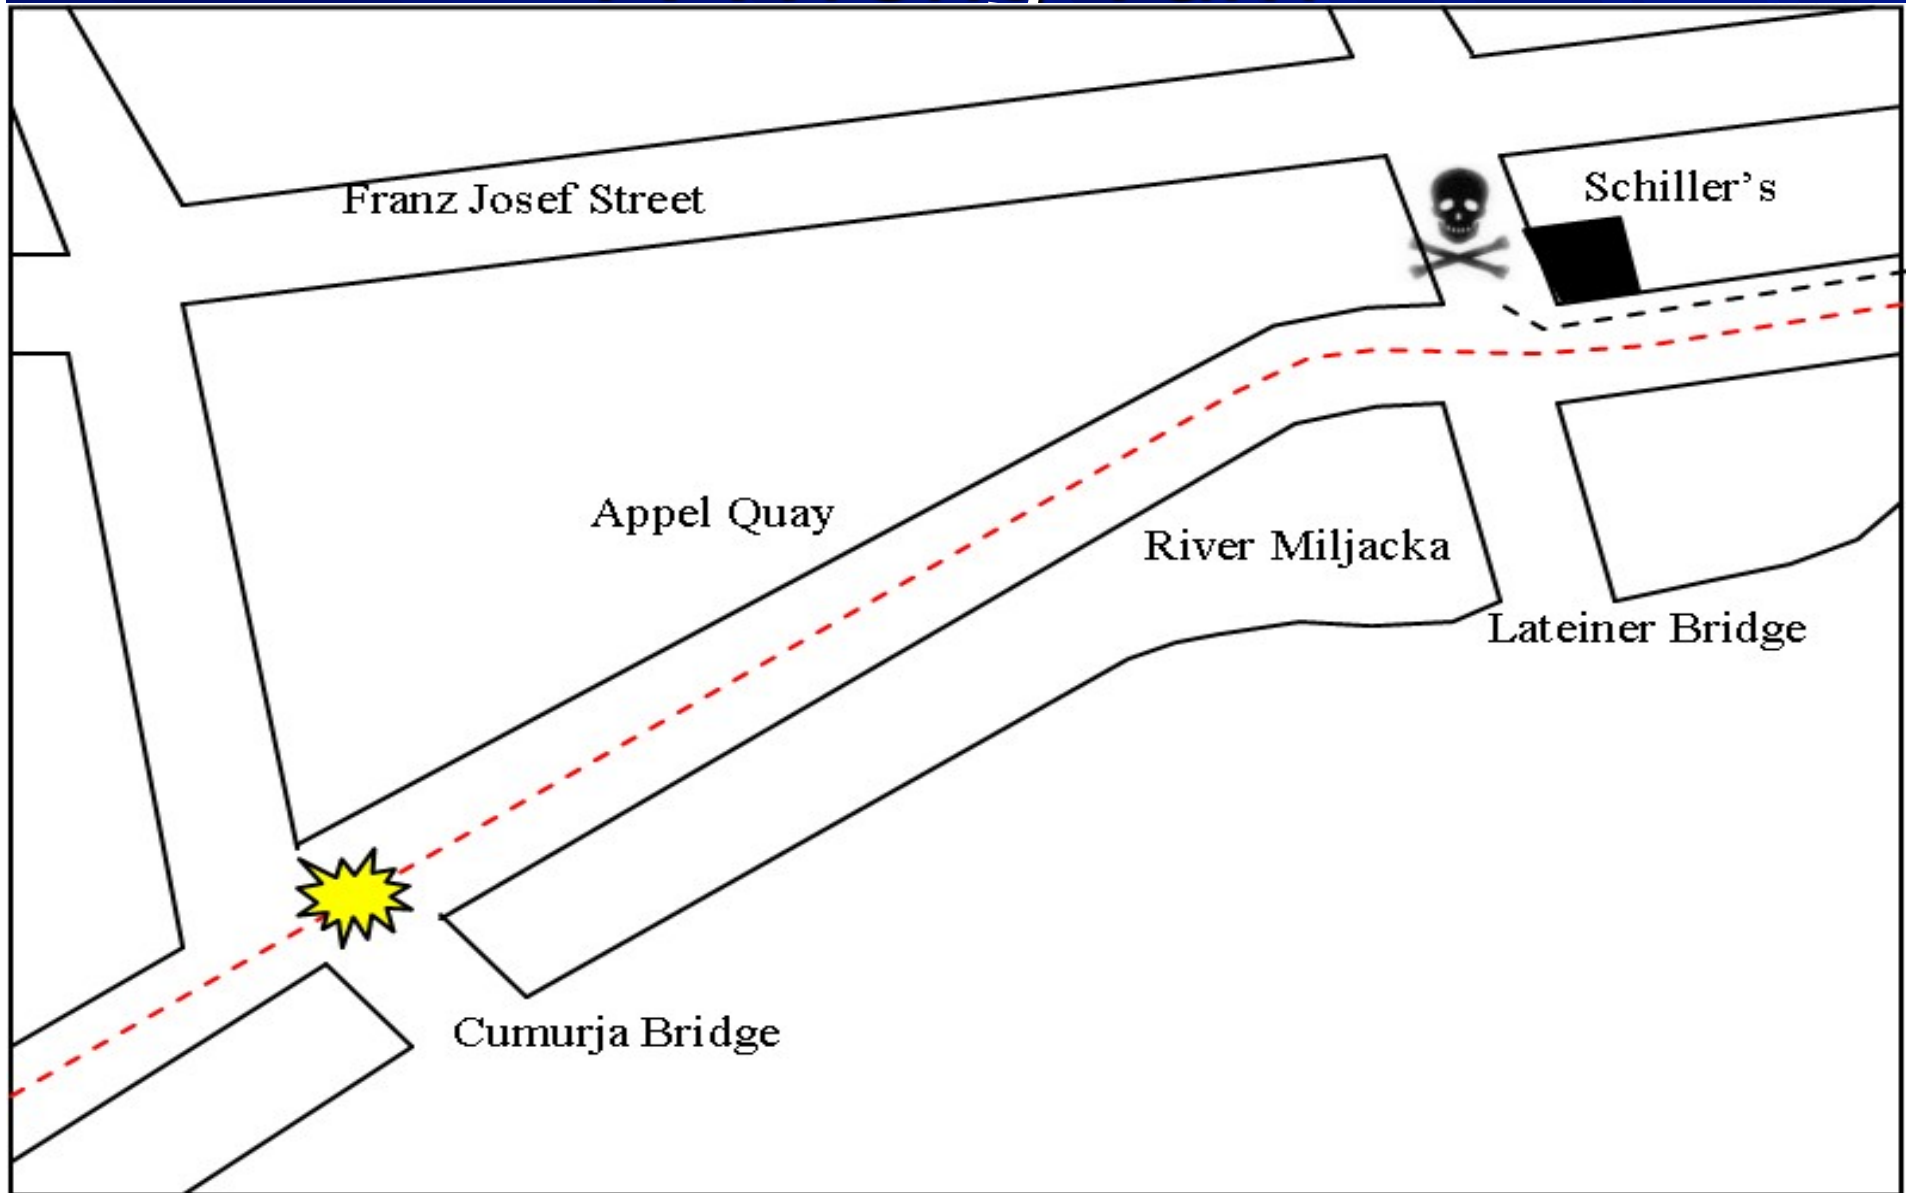 Schiller’s
Franz Josef Street
Appel Quay
River Miljacka
Lateiner Bridge
Cumurja Bridge